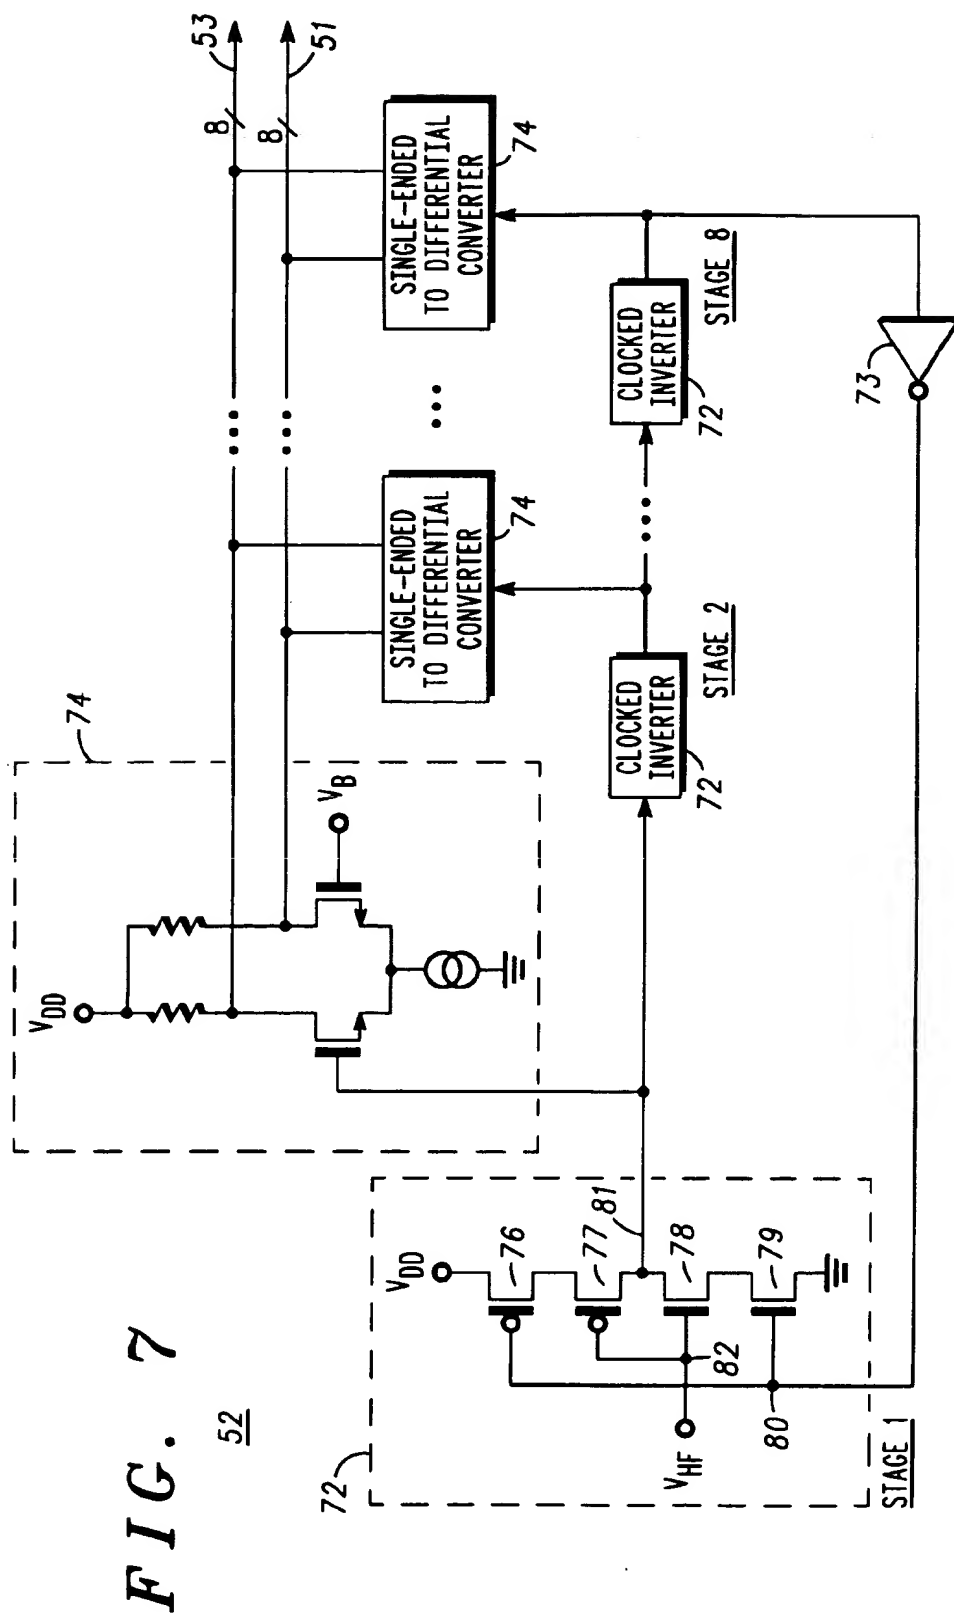 FIG. 7
52
74
V_DD
V_B
53
51
8
8
SINGLE-ENDED
TO DIFFERENTIAL
CONVERTER
74
SINGLE-ENDED
TO DIFFERENTIAL
CONVERTER
74
72
V_DD
76
77
81
78
79
82
80
V_HF
STAGE 1
CLOCKED
INVERTER
72
STAGE 2
CLOCKED
INVERTER
72
STAGE 8
73